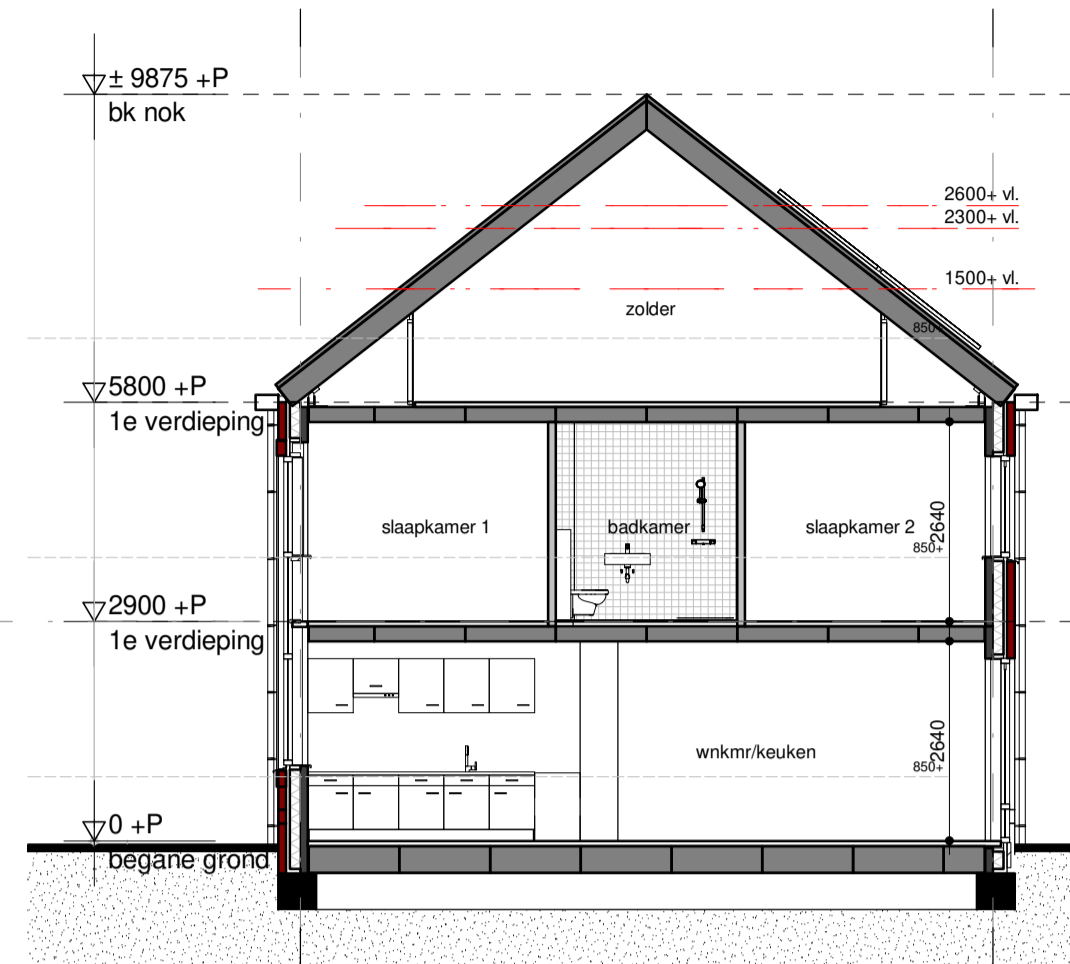 ± 9875 +P
bk nok
2600+ vl.
2300+ vl.
1500+ vl.
zolder
850+
5800 +P
1e verdieping
slaapkamer 1
badkamer
slaapkamer 2
850+
2640
2900 +P
1e verdieping
wnkmr/keuken
850+
2640
0 +P
begane grond